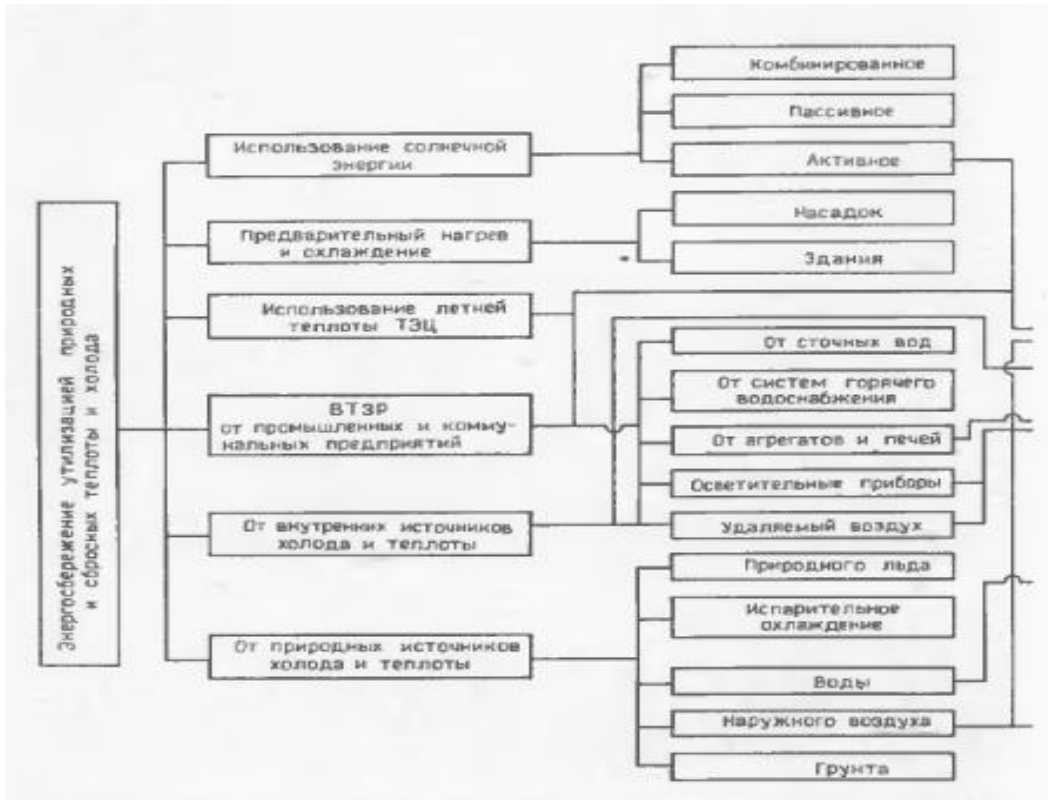 Энергосбережение утилизацией природных
и сбросных теплоты и холода
Использование солнечной
энергии
Комбинированное
Пассивное
Активное
Предварительный нагрев
и охлаждение
Насадок
Здания
Использование летней
теплоты ТЭЦ
ВТЭР
от промышленных и комму-
нальных предприятий
От внутренних источников
холода и теплоты
От сточных вод
От систем горячего
водоснабжения
От агрегатов и печей
Осветительные приборы
Удаляемый воздух
От природных источников
холода и теплоты
Природного льда
Испарительное
охлаждение
Воды
Наружного воздуха
Грунта